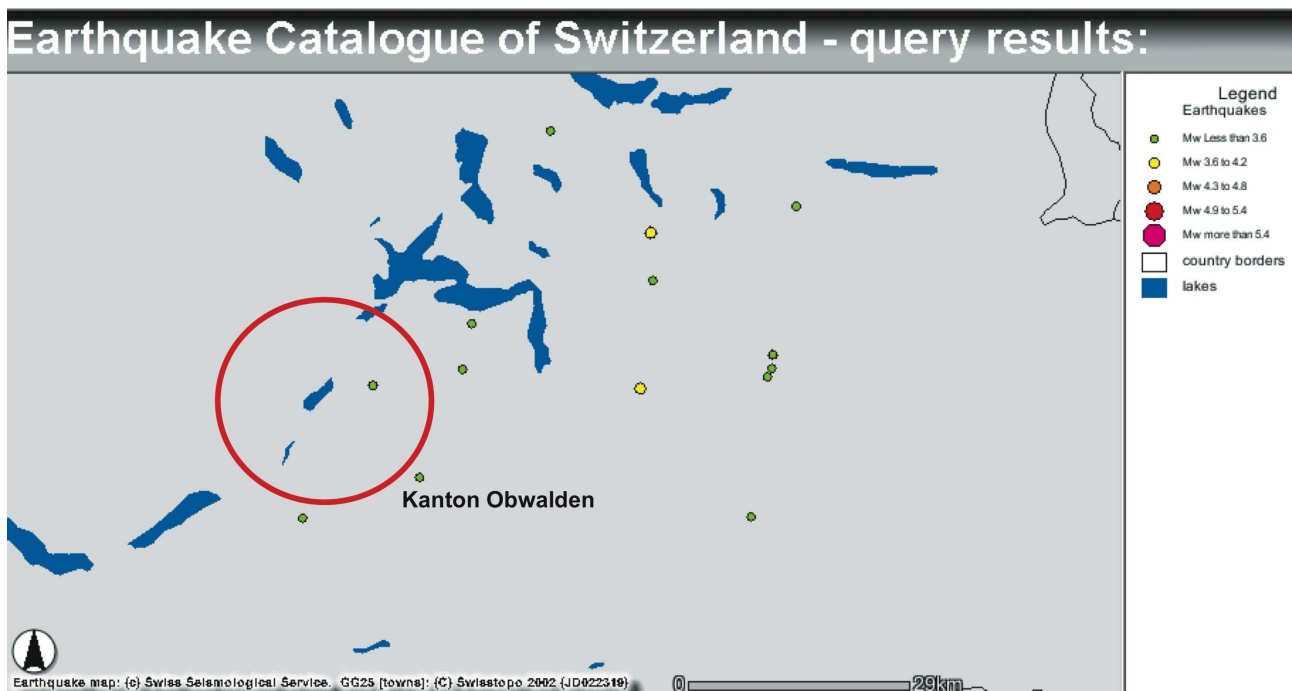 Earthquake Catalogue of Switzerland - query results:
Legend
Earthquakes
Mw Less than 3.6
Mw 3.6 to 4.2
Mw 4.3 to 4.8
Mw 4.9 to 5.4
Mw more than 5.4
country borders
lakes
Kanton Obwalden
Earthquake map: (c) Swiss Seismological Service. GG25 [towns]: (C) Swisstopo 2002 (JD022319)
0 29km